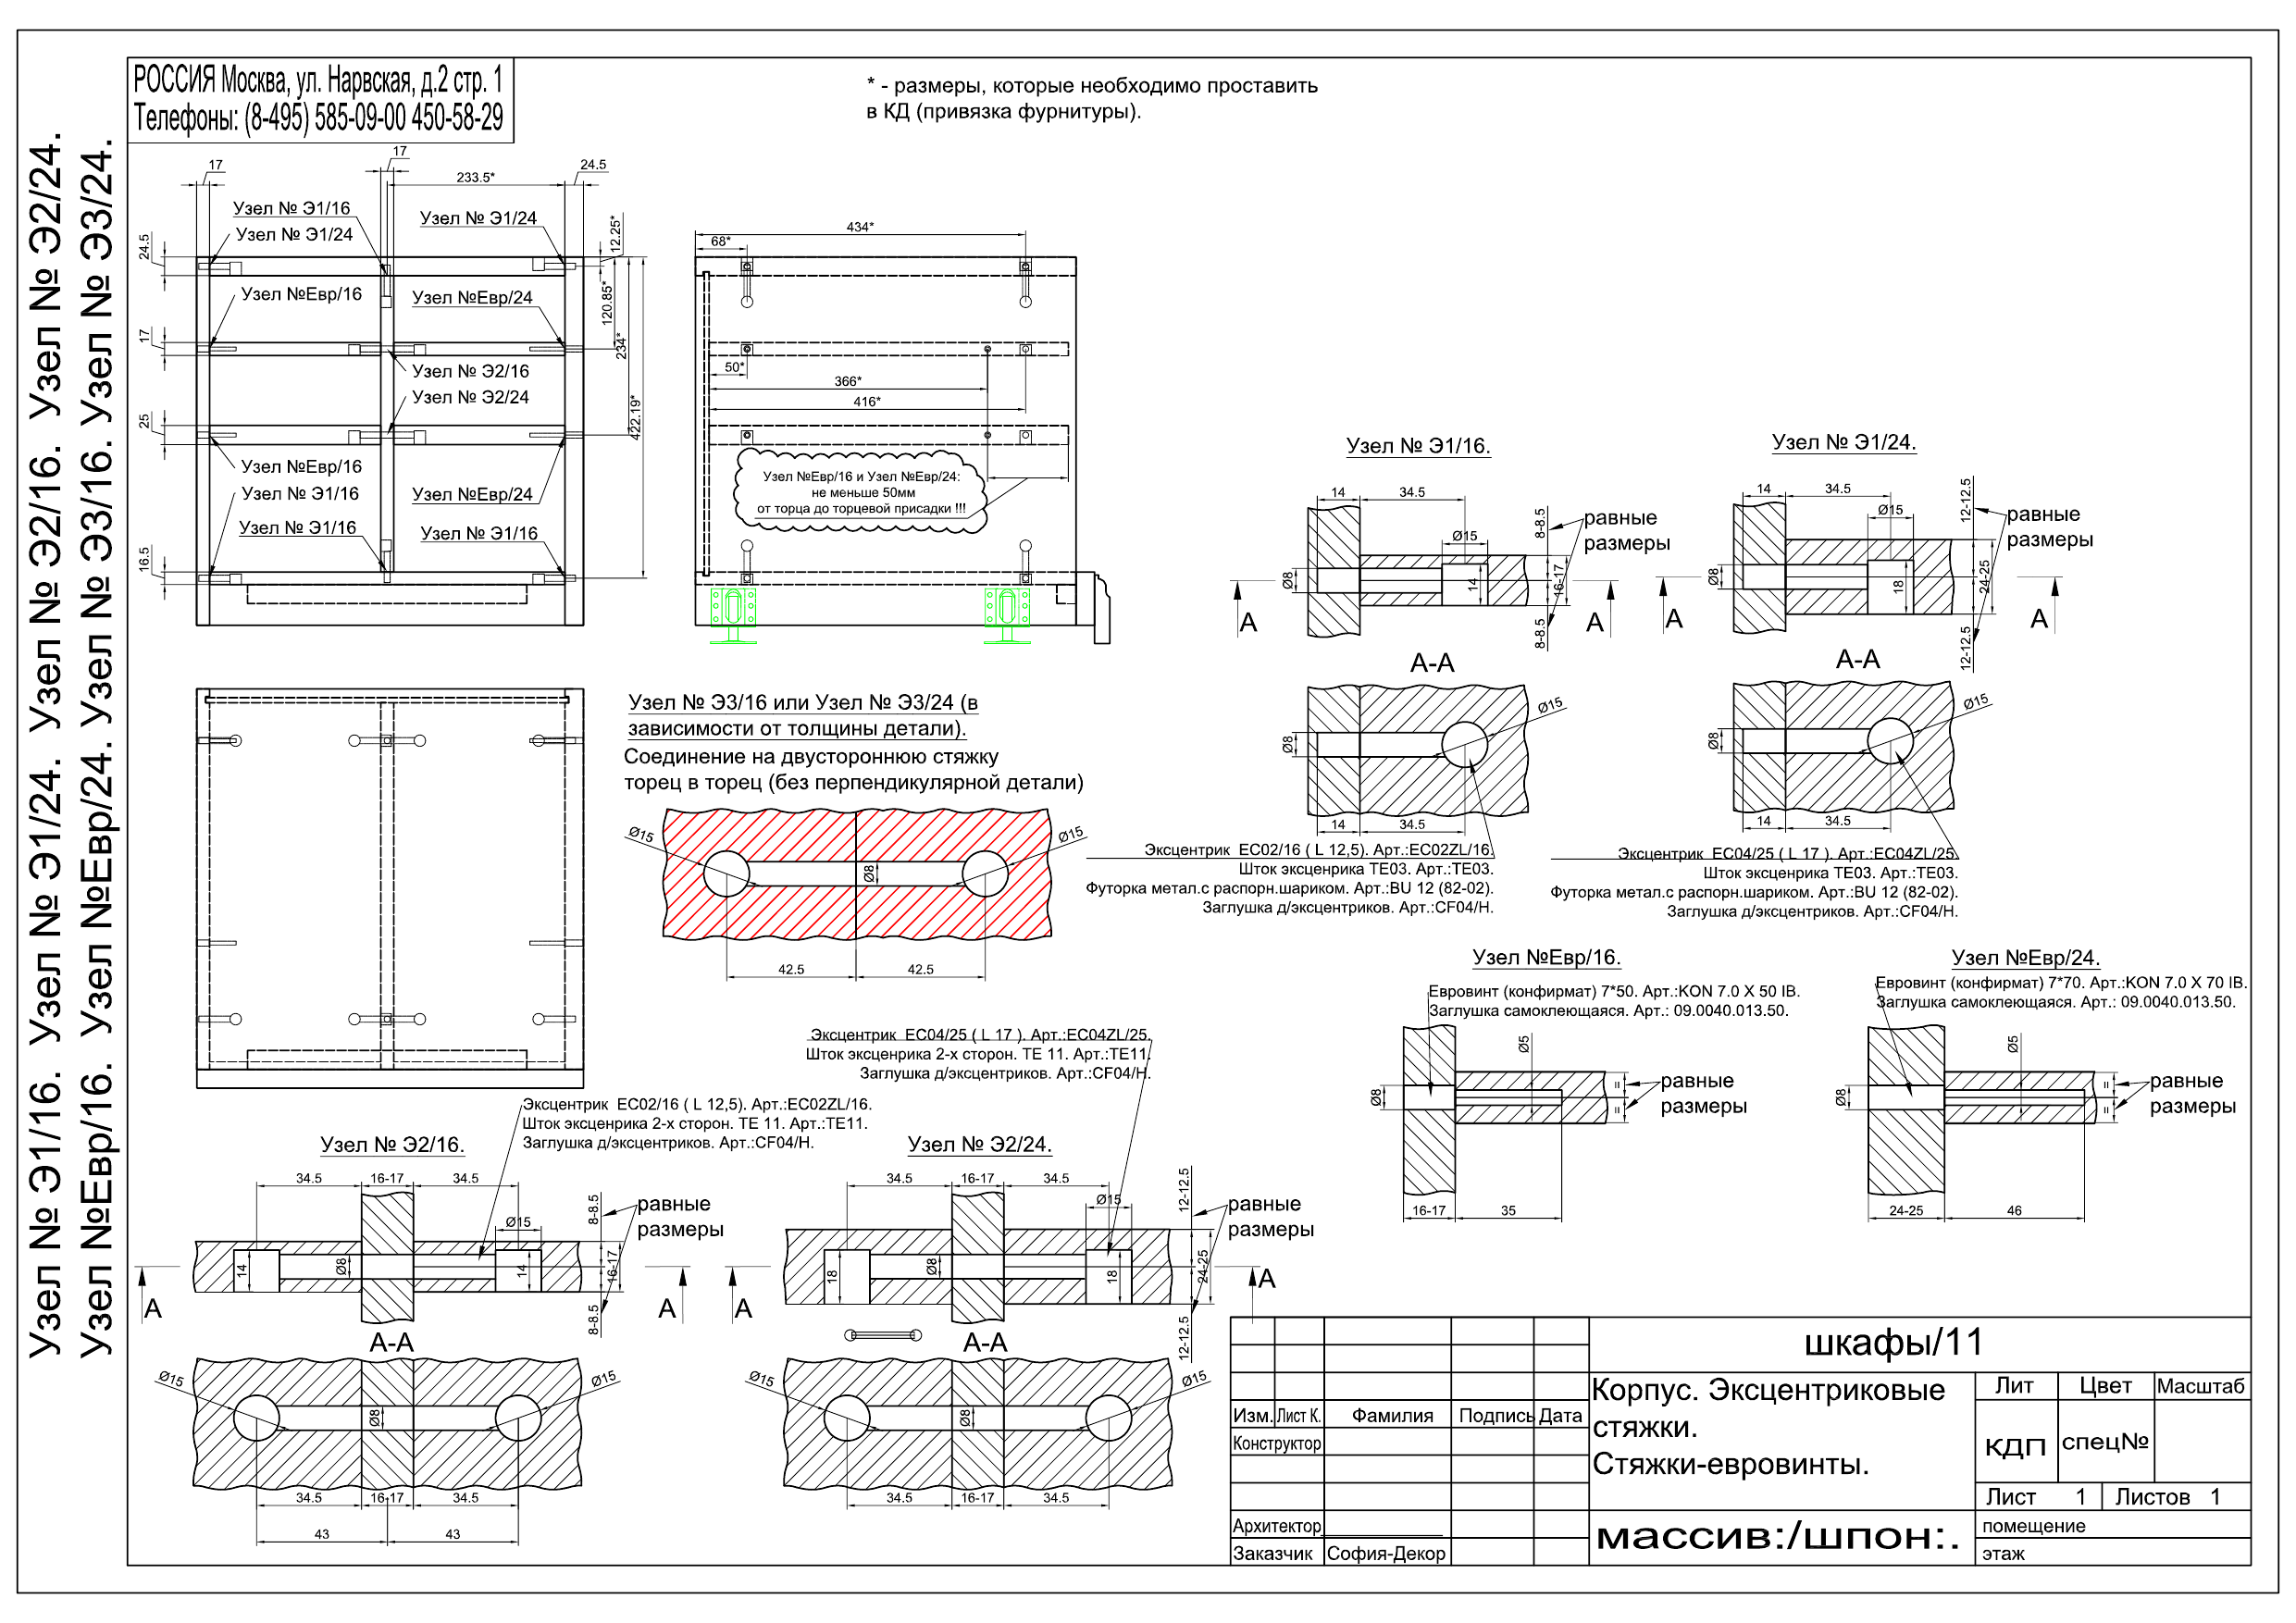 РОССИЯ Москва, ул. Нарвская, д.2 стр. 1
Телефоны: (8-495) 585-09-00 450-58-29
* - размеры, которые необходимо проставить
в КД (привязка фурнитуры).
Узел № Э1/16. Узел № Э1/24. Узел № Э2/16. Узел № Э2/24.
Узел №Евр/16. Узел №Евр/24. Узел № Э3/16. Узел № Э3/24.
17
17
233.5*
24.5
Узел № Э1/16
Узел № Э1/24
Узел № Э1/24
12.25*
24.5
Узел №Евр/16
Узел №Евр/24
120.85*
234*
422.19*
17
Узел № Э2/16
Узел № Э2/24
25
Узел №Евр/16
Узел № Э1/16
Узел №Евр/24
Узел № Э1/16
Узел № Э1/16
16.5
434*
68*
50*
366*
416*
Узел №Евр/16 и Узел №Евр/24:
не меньше 50мм
от торца до торцевой присадки !!!
Узел № Э1/16.
14
34.5
Ø15
8-8.5
равные
размеры
Ø8
14
16-17
8-8.5
А
А
А-А
Ø15
Ø8
14
34.5
Эксцентрик EC02/16 ( L 12,5). Арт.:EC02ZL/16.
Шток эксценрика TE03. Арт.:TE03.
Футорка метал.с распорн.шариком. Арт.:BU 12 (82-02).
Заглушка д/эксцентриков. Арт.:CF04/H.
Узел № Э1/24.
14
34.5
Ø15
12-12.5
равные
размеры
Ø8
18
24-25
12-12.5
А
А
А-А
Ø15
Ø8
14
34.5
Эксцентрик EC04/25 ( L 17 ). Арт.:EC04ZL/25.
Шток эксценрика TE03. Арт.:TE03.
Футорка метал.с распорн.шариком. Арт.:BU 12 (82-02).
Заглушка д/эксцентриков. Арт.:CF04/H.
Узел № Э3/16 или Узел № Э3/24 (в
зависимости от толщины детали).
Соединение на двустороннюю стяжку
торец в торец (без перпендикулярной детали)
Ø15
Ø8
Ø15
42.5
42.5
Узел №Евр/16.
Евровинт (конфирмат) 7*50. Арт.:KON 7.0 X 50 IB.
Заглушка самоклеющаяся. Арт.: 09.0040.013.50.
Ø5
Ø8
=
=
равные
размеры
16-17
35
Узел №Евр/24.
Евровинт (конфирмат) 7*70. Арт.:KON 7.0 X 70 IB.
Заглушка самоклеющаяся. Арт.: 09.0040.013.50.
Ø5
Ø8
=
=
равные
размеры
24-25
46
Эксцентрик EC02/16 ( L 12,5). Арт.:EC02ZL/16.
Шток эксценрика 2-х сторон. TE 11. Арт.:TE11.
Заглушка д/эксцентриков. Арт.:CF04/H.
Узел № Э2/16.
34.5
16-17
34.5
Ø15
8-8.5
равные
размеры
14
Ø8
14
16-17
8-8.5
А
А
А-А
Ø15
Ø8
Ø15
34.5
16-17
34.5
43
43
Эксцентрик EC04/25 ( L 17 ). Арт.:EC04ZL/25.
Шток эксценрика 2-х сторон. TE 11. Арт.:TE11.
Заглушка д/эксцентриков. Арт.:CF04/H.
Узел № Э2/24.
34.5
16-17
34.5
Ø15
12-12.5
равные
размеры
18
Ø8
18
24-25
12-12.5
А
А
А-А
Ø15
Ø8
Ø15
34.5
16-17
34.5
шкафы/11
Корпус. Эксцентриковые
стяжки.
Стяжки-евровинты.
Лит
Цвет
Масштаб
кдп
спец№
Изм.
Лист К.
Фамилия
Подпись
Дата
Конструктор
Лист 1
Листов 1
Архитектор
массив:/шпон:.
помещение
Заказчик
София-Декор
этаж